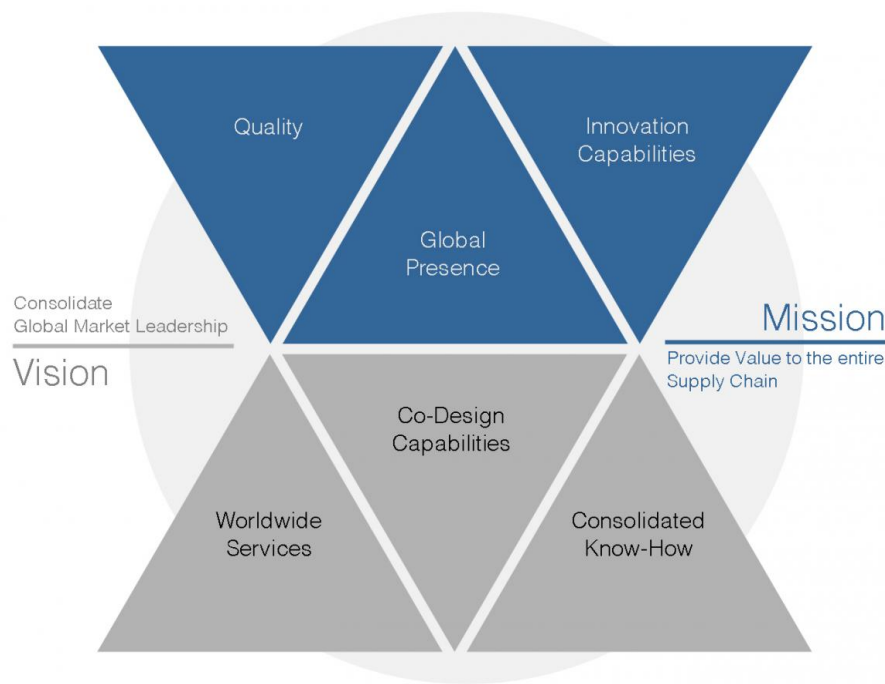 Quality
Innovation
Capabilities
Global
Presence
Consolidate
Global Market Leadership
Vision
Mission
Provide Value to the entire
Supply Chain
Co-Design
Capabilities
Worldwide
Services
Consolidated
Know-How